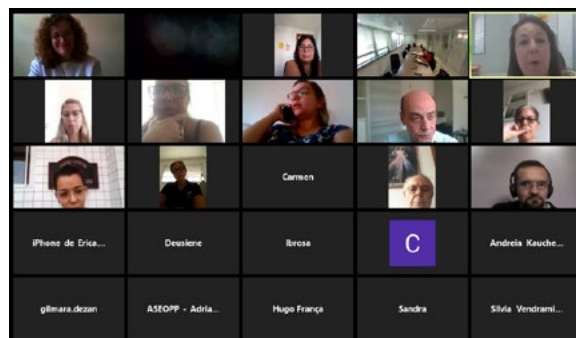 Carmen
iPhone de Erica...
Deusiene
Ibrosa
C
Andreia Kauche...
gilmara.dezan
ASEOPP - Adria...
Hugo França
Sandra
Silvia Vendrami...